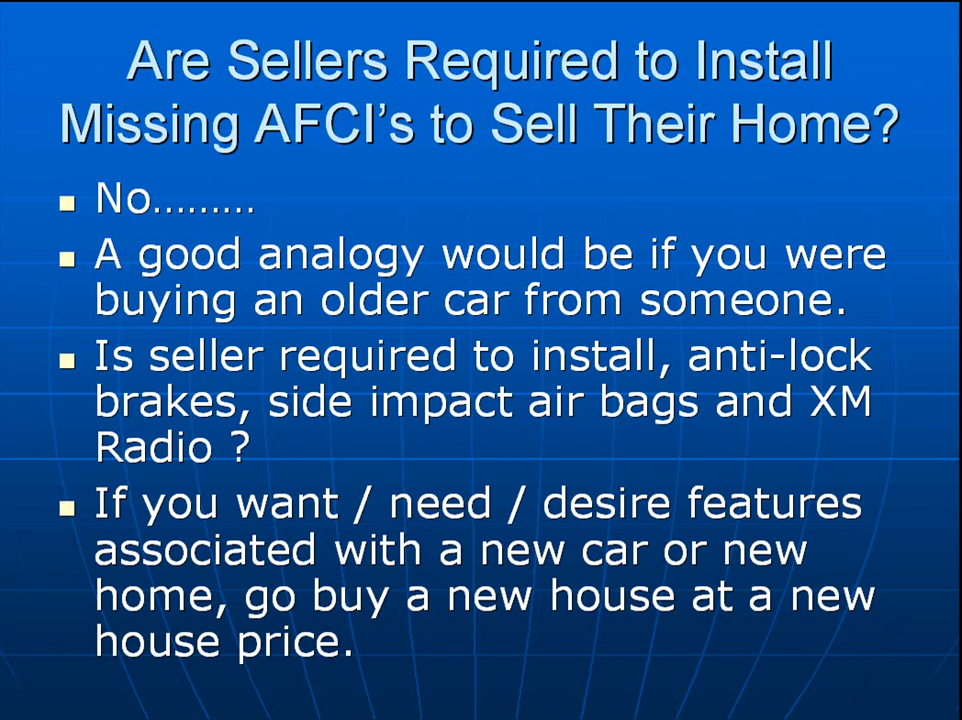 Are Sellers Required to Install
Missing AFCI's to Sell Their Home?
No………
A good analogy would be if you were
buying an older car from someone.
Is seller required to install, anti-lock
brakes, side impact air bags and XM
Radio ?
If you want / need / desire features
associated with a new car or new
home, go buy a new house at a new
house price.